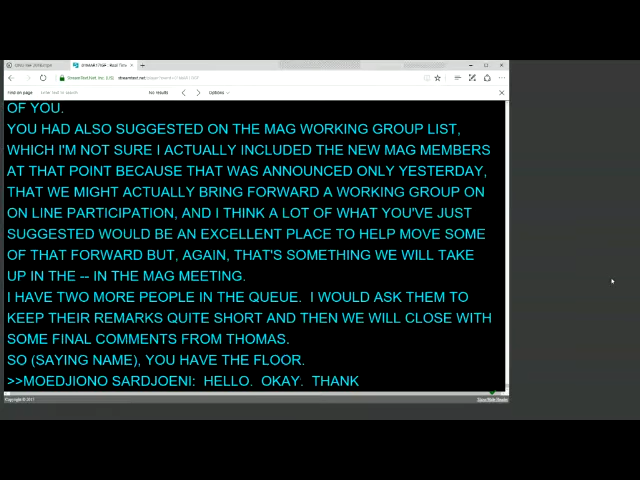 Find on page
No results
Options
OF YOU.
YOU HAD ALSO SUGGESTED ON THE MAG WORKING GROUP LIST,
WHICH I'M NOT SURE I ACTUALLY INCLUDED THE NEW MAG MEMBERS
AT THAT POINT BECAUSE THAT WAS ANNOUNCED ONLY YESTERDAY,
THAT WE MIGHT ACTUALLY BRING FORWARD A WORKING GROUP ON
ON LINE PARTICIPATION, AND I THINK A LOT OF WHAT YOU'VE JUST
SUGGESTED WOULD BE AN EXCELLENT PLACE TO HELP MOVE SOME
OF THAT FORWARD BUT, AGAIN, THAT'S SOMETHING WE WILL TAKE
UP IN THE -- IN THE MAG MEETING.
I HAVE TWO MORE PEOPLE IN THE QUEUE.  I WOULD ASK THEM TO
KEEP THEIR REMARKS QUITE SHORT AND THEN WE WILL CLOSE WITH
SOME FINAL COMMENTS FROM THOMAS.
SO (SAYING NAME), YOU HAVE THE FLOOR.
>>MOEDJIONO SARDJOENI:  HELLO.  OKAY.  THANK